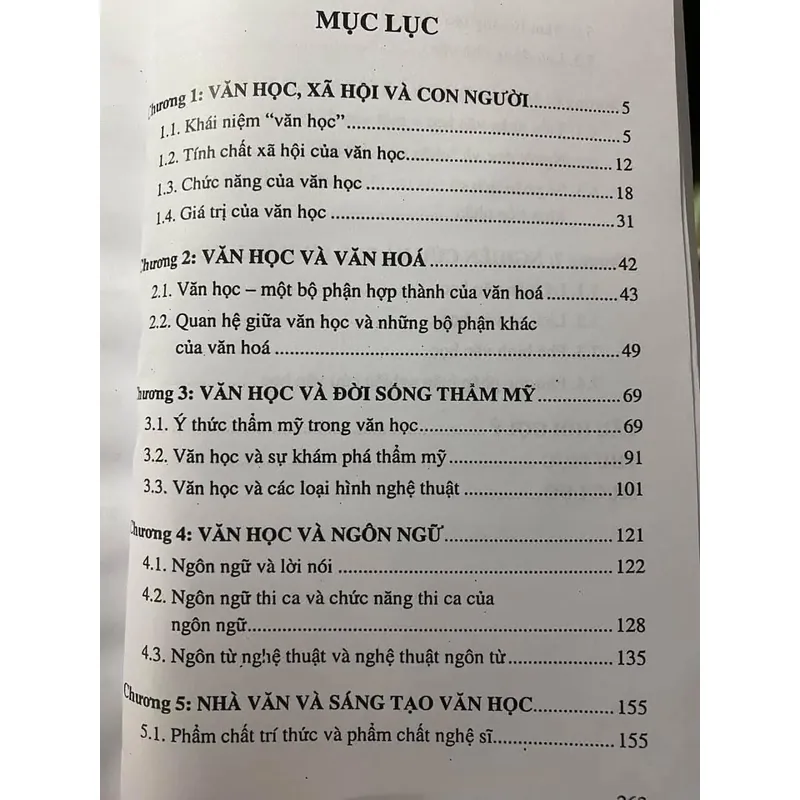 MỤC LỤC
Chương 1: VĂN HỌC, XÃ HỘI VÀ CON NGƯỜI.................. 5
1.1. Khái niệm “văn học”............................................. 5
1.2. Tính chất xã hội của văn học.................................. 12
1.3. Chức năng của văn học ........................................ 18
1.4. Giá trị của văn học ............................................. 31
Chương 2: VĂN HỌC VÀ VĂN HOÁ ............................... 42
2.1. Văn học – một bộ phận hợp thành của văn hoá ........... 43
2.2. Quan hệ giữa văn học và những bộ phận khác
của văn hoá ...................................................... 49
Chương 3: VĂN HỌC VÀ ĐỜI SỐNG THẨM MỸ.............. 69
3.1. Ý thức thẩm mỹ trong văn học................................. 69
3.2. Văn học và sự khám phá thẩm mỹ ............................ 91
3.3. Văn học và các loại hình nghệ thuật ......................... 101
Chương 4: VĂN HỌC VÀ NGÔN NGỮ............................. 121
4.1. Ngôn ngữ và lời nói ............................................ 122
4.2. Ngôn ngữ thi ca và chức năng thi ca của
ngôn ngữ.......................................................... 128
4.3. Ngôn từ nghệ thuật và nghệ thuật ngôn từ.................. 135
Chương 5: NHÀ VĂN VÀ SÁNG TẠO VĂN HỌC................ 155
5.1. Phẩm chất trí thức và phẩm chất nghệ sĩ..................... 155